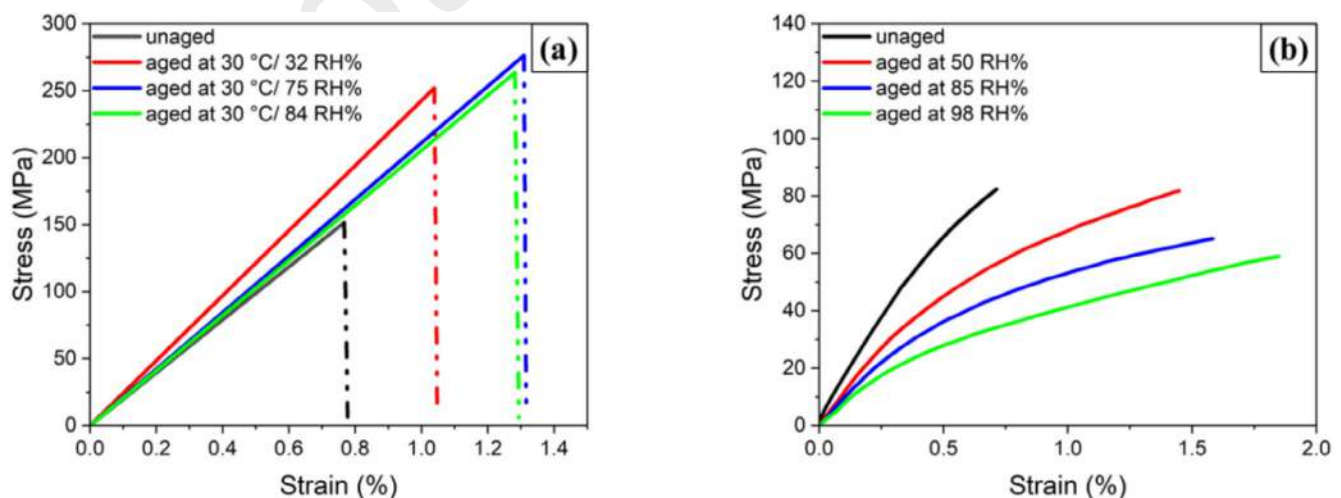 (a)
unaged
aged at 30 °C/ 32 RH%
aged at 30 °C/ 75 RH%
aged at 30 °C/ 84 RH%
Stress (MPa)
300
250
200
150
100
50
0
0.0 0.2 0.4 0.6 0.8 1.0 1.2 1.4
Strain (%)
(b)
unaged
aged at 50 RH%
aged at 85 RH%
aged at 98 RH%
Stress (MPa)
140
120
100
80
60
40
20
0
0.0 0.5 1.0 1.5 2.0
Strain (%)